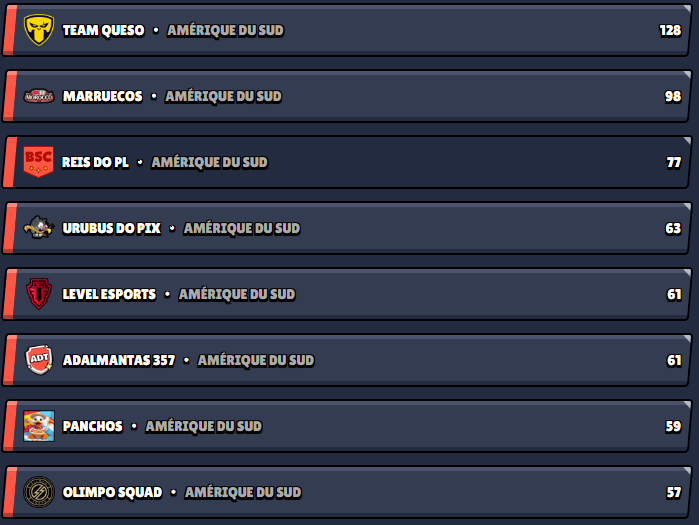 TEAM QUESO • AMÉRIQUE DU SUD 128
MOROCCO MARRUECOS • AMÉRIQUE DU SUD 98
BSC REIS DO PL • AMÉRIQUE DU SUD 77
URUBUS DO PIX • AMÉRIQUE DU SUD 63
LEVEL ESPORTS • AMÉRIQUE DU SUD 61
ADT ADALMANTAS 357 • AMÉRIQUE DU SUD 61
PANCHOS • AMÉRIQUE DU SUD 59
OLIMPO SQUAD • AMÉRIQUE DU SUD 57